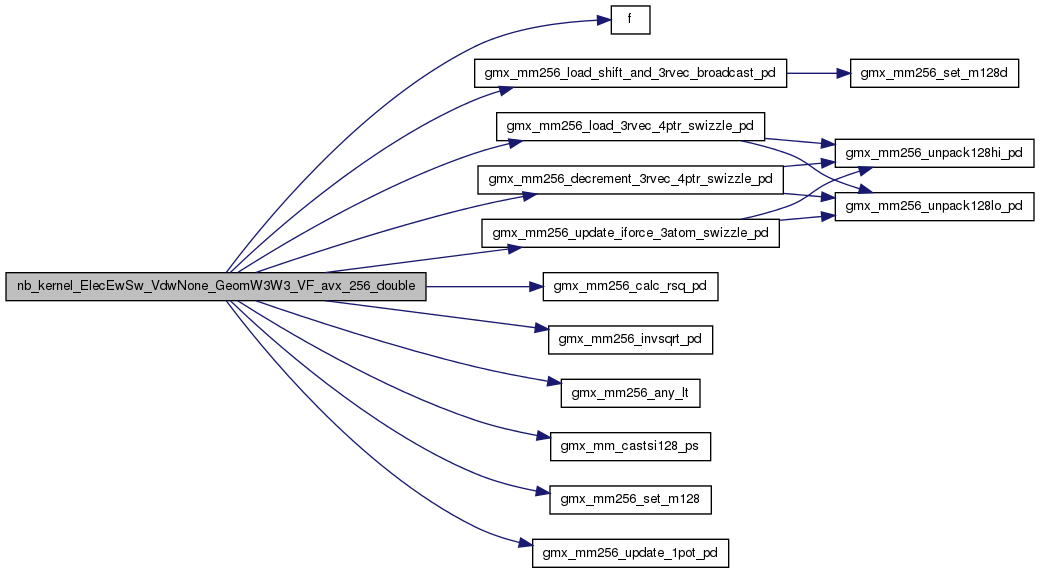 f
gmx_mm256_load_shift_and_3rvec_broadcast_pd
gmx_mm256_set_m128d
gmx_mm256_load_3rvec_4ptr_swizzle_pd
gmx_mm256_unpack128hi_pd
gmx_mm256_decrement_3rvec_4ptr_swizzle_pd
gmx_mm256_unpack128lo_pd
gmx_mm256_update_iforce_3atom_swizzle_pd
nb_kernel_ElecEwSw_VdwNone_GeomW3W3_VF_avx_256_double
gmx_mm256_calc_rsq_pd
gmx_mm256_invsqrt_pd
gmx_mm256_any_lt
gmx_mm_castsi128_ps
gmx_mm256_set_m128
gmx_mm256_update_1pot_pd